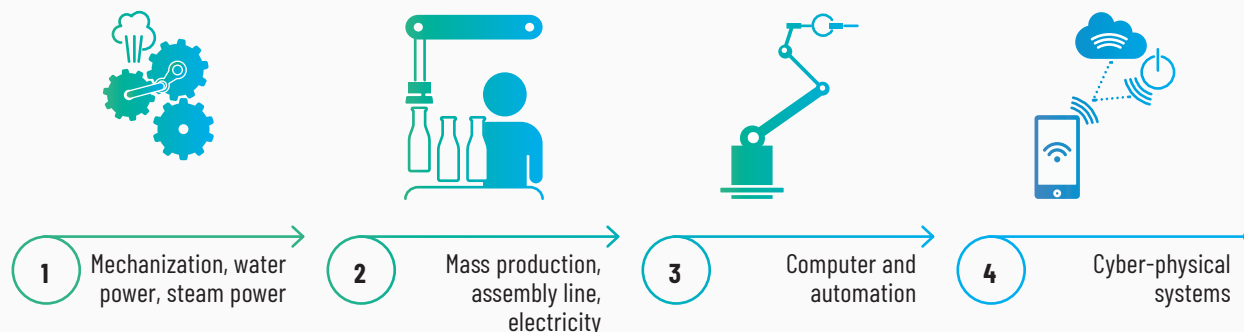 1
Mechanization, water
power, steam power
2
Mass production,
assembly line,
electricity
3
Computer and
automation
4
Cyber-physical
systems